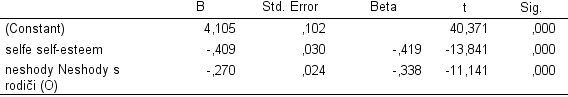 B Std. Error Beta t Sig.
(Constant) 4,105 ,102 40,371 ,000
selfe self-esteem -,409 ,030 -,419 -13,841 ,000
neshody Neshody s -,270 ,024 -,338 -11,141 ,000
rodiči (O)